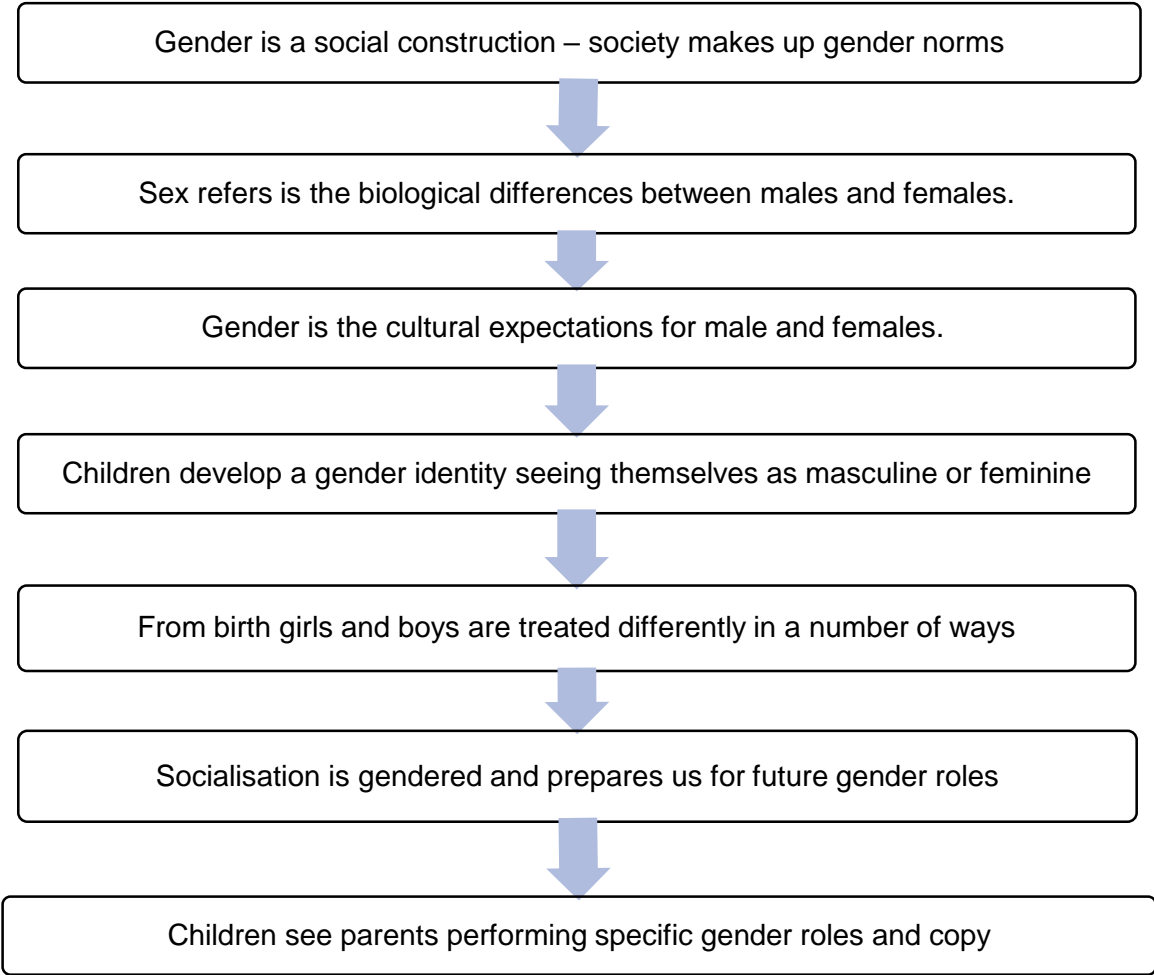 Gender is a social construction – society makes up gender norms
Sex refers is the biological differences between males and females.
Gender is the cultural expectations for male and females.
Children develop a gender identity seeing themselves as masculine or feminine
From birth girls and boys are treated differently in a number of ways
Socialisation is gendered and prepares us for future gender roles
Children see parents performing specific gender roles and copy